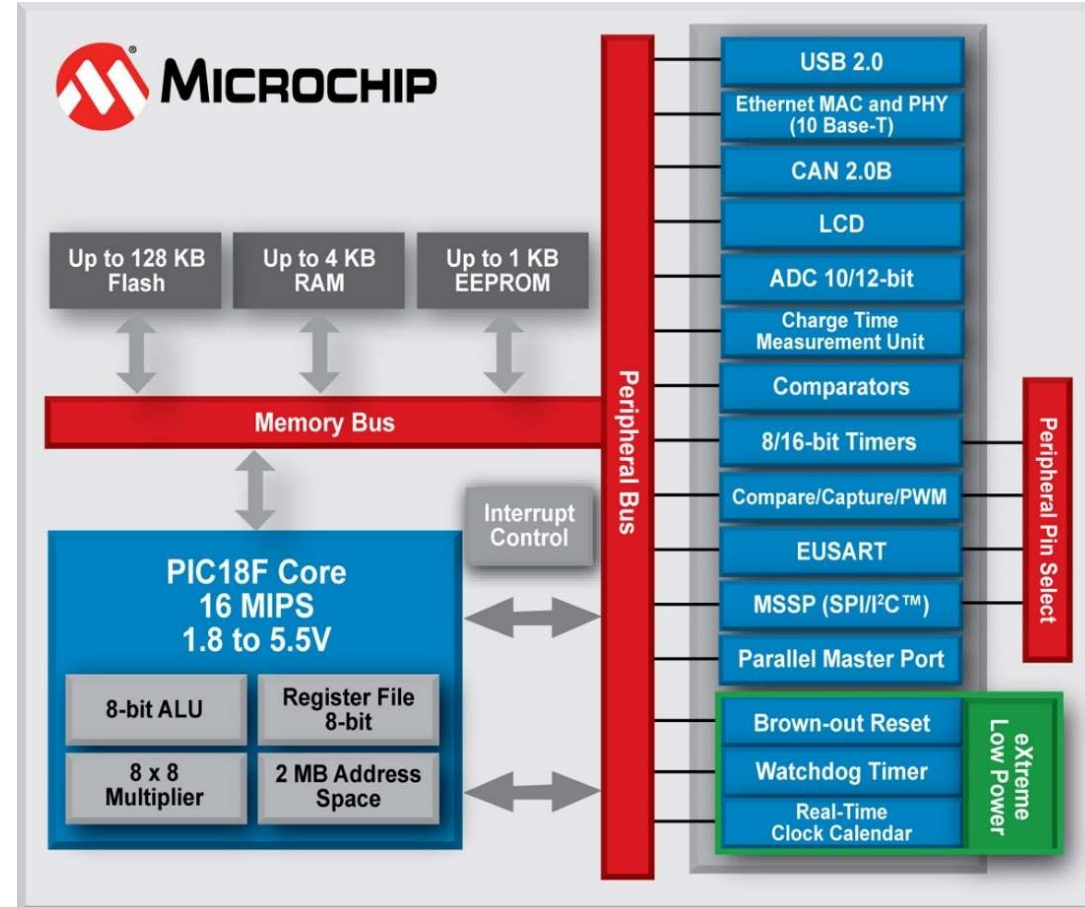 MICROCHIP
®
Up to 128 KB
Flash
Up to 4 KB
RAM
Up to 1 KB
EEPROM
Memory Bus
Interrupt
Control
PIC18F Core
16 MIPS
1.8 to 5.5V
8-bit ALU
Register File
8-bit
8 x 8
Multiplier
2 MB Address
Space
Peripheral Bus
USB 2.0
Ethernet MAC and PHY
(10 Base-T)
CAN 2.0B
LCD
ADC 10/12-bit
Charge Time
Measurement Unit
Comparators
8/16-bit Timers
Compare/Capture/PWM
EUSART
MSSP (SPI/I²C™)
Parallel Master Port
Brown-out Reset
Watchdog Timer
Real-Time
Clock Calendar
Peripheral Pin Select
eXtreme
Low Power